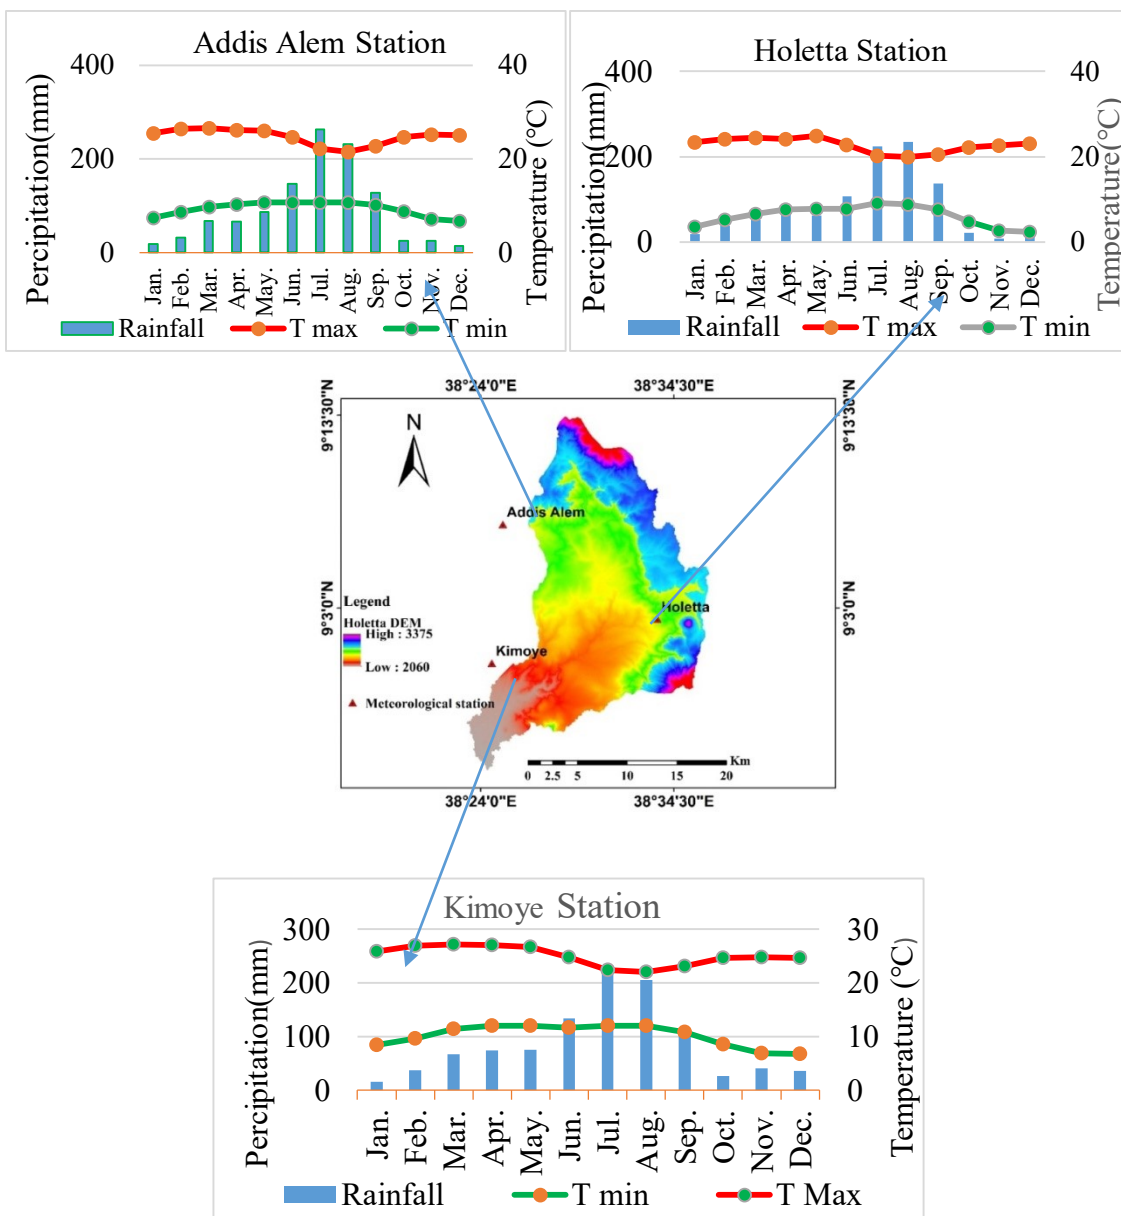 Addis Alem Station
Percipitation(mm)
400
200
0
40
20
0
Temperature (°C)
Jan.
Feb.
Mar.
Apr.
May.
Jun.
Jul.
Aug.
Sep.
Oct.
Nov.
Dec.
Rainfall T max T min
Holetta Station
Percipitation(mm)
400
200
0
40
20
0
Temperature(°C)
Jan.
Feb.
Mar.
Apr.
May.
Jun.
Jul.
Aug.
Sep.
Oct.
Nov.
Dec.
Rainfall T max T min
38°24'0"E 38°34'30"E
9°13'30"N 9°13'30"N
N
Addis Alem
9°3'0"N 9°3'0"N
Holetta
Legend
Holetta DEM
High : 3375
Low : 2060
Kimoye
Meteorological station
Km
0 2.5 5 10 15 20
38°24'0"E 38°34'30"E
Kimoye Station
Percipitation(mm)
300
200
100
0
30
20
10
0
Temperature (°C)
Jan.
Feb.
Mar.
Apr.
May.
Jun.
Jul.
Aug.
Sep.
Oct.
Nov.
Dec.
Rainfall T min T Max